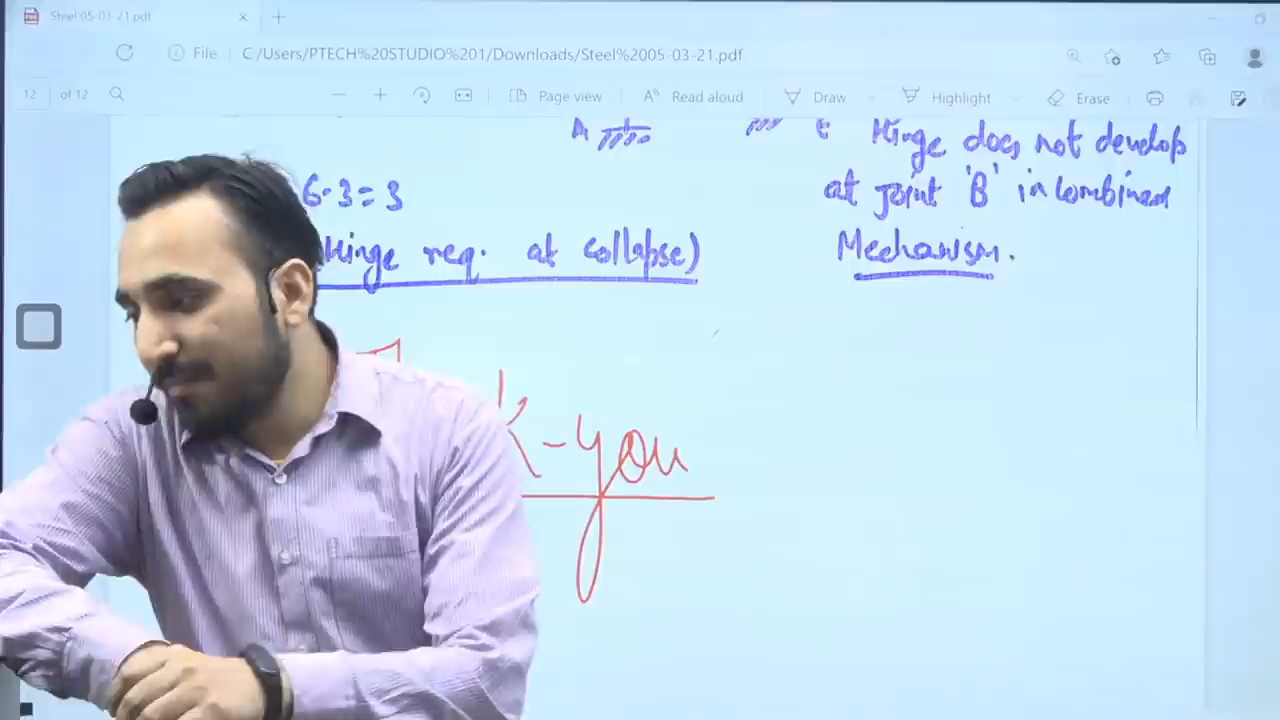 Steel 05-03-21.pdf
File C:/Users/PTECH%20STUDIO%201/Downloads/Steel%2005-03-21.pdf
12 of 12 Page view Read aloud Draw Highlight Erase
A C Hinge does not develop
6-3=3 at joint 'B' in Combined
(Hinge req. at collapse) Mechanism.
k-you